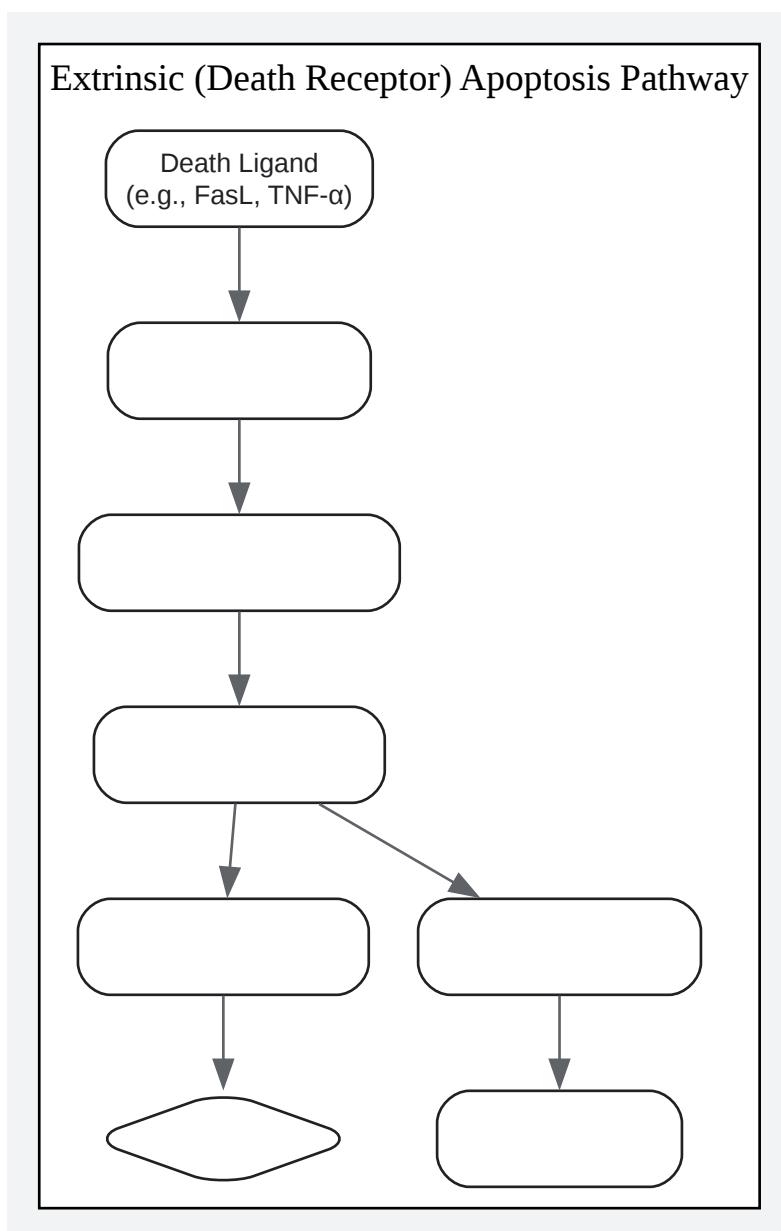 Extrinsic (Death Receptor) Apoptosis Pathway
Death Ligand
(e.g., FasL, TNF-α)